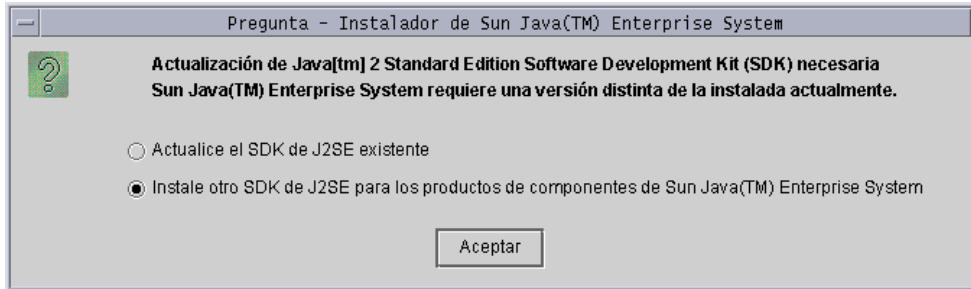 Pregunta - Instalador de Sun Java(TM) Enterprise System
Actualización de Java[tm] 2 Standard Edition Software Development Kit (SDK) necesaria
Sun Java(TM) Enterprise System requiere una versión distinta de la instalada actualmente.
Actualice el SDK de J2SE existente
Instale otro SDK de J2SE para los productos de componentes de Sun Java(TM) Enterprise System
Aceptar